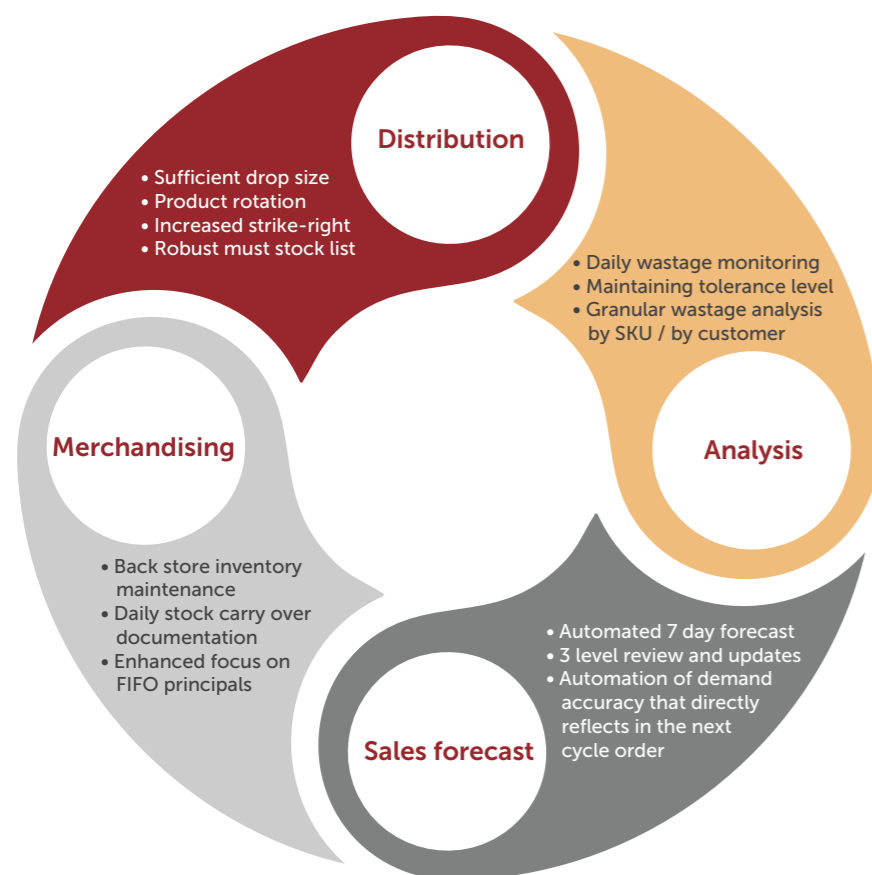 Distribution
• Sufficient drop size
• Product rotation
• Increased strike-right
• Robust must stock list
• Daily wastage monitoring
• Maintaining tolerance level
• Granular wastage analysis
by SKU / by customer
Analysis
Merchandising
• Back store inventory
maintenance
• Daily stock carry over
documentation
• Enhanced focus on
FIFO principals
• Automated 7 day forecast
• 3 level review and updates
• Automation of demand
accuracy that directly
reflects in the next
cycle order
Sales forecast